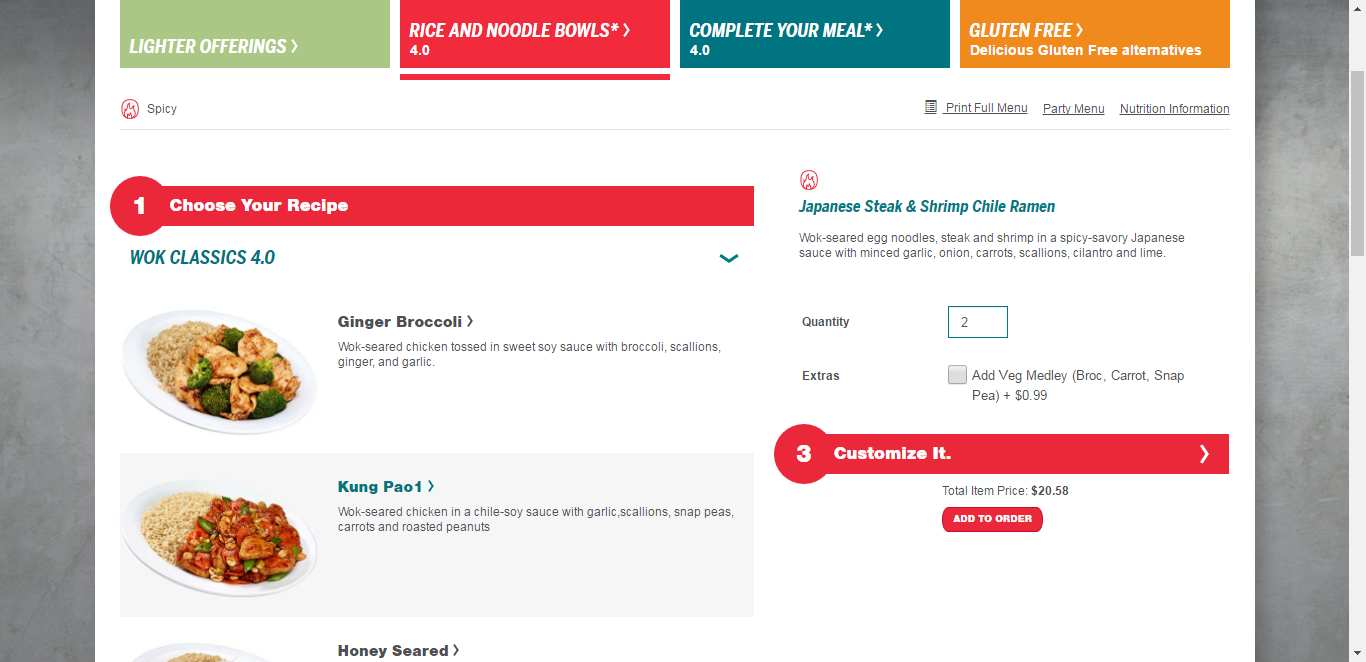 LIGHTER OFFERINGS >
RICE AND NOODLE BOWLS* >
4.0
COMPLETE YOUR MEAL* >
4.0
GLUTEN FREE >
Delicious Gluten Free alternatives
Spicy
Print Full Menu
Party Menu
Nutrition Information
1
Choose Your Recipe
WOK CLASSICS 4.0
Ginger Broccoli >
Wok-seared chicken tossed in sweet soy sauce with broccoli, scallions,
ginger, and garlic.
Kung Pao1 >
Wok-seared chicken in a chile-soy sauce with garlic,scallions, snap peas,
carrots and roasted peanuts
Honey Seared >
Japanese Steak & Shrimp Chile Ramen
Wok-seared egg noodles, steak and shrimp in a spicy-savory Japanese
sauce with minced garlic, onion, carrots, scallions, cilantro and lime.
Quantity
2
Extras
Add Veg Medley (Broc, Carrot, Snap
Pea) + $0.99
3
Customize It.
Total Item Price: $20.58
ADD TO ORDER